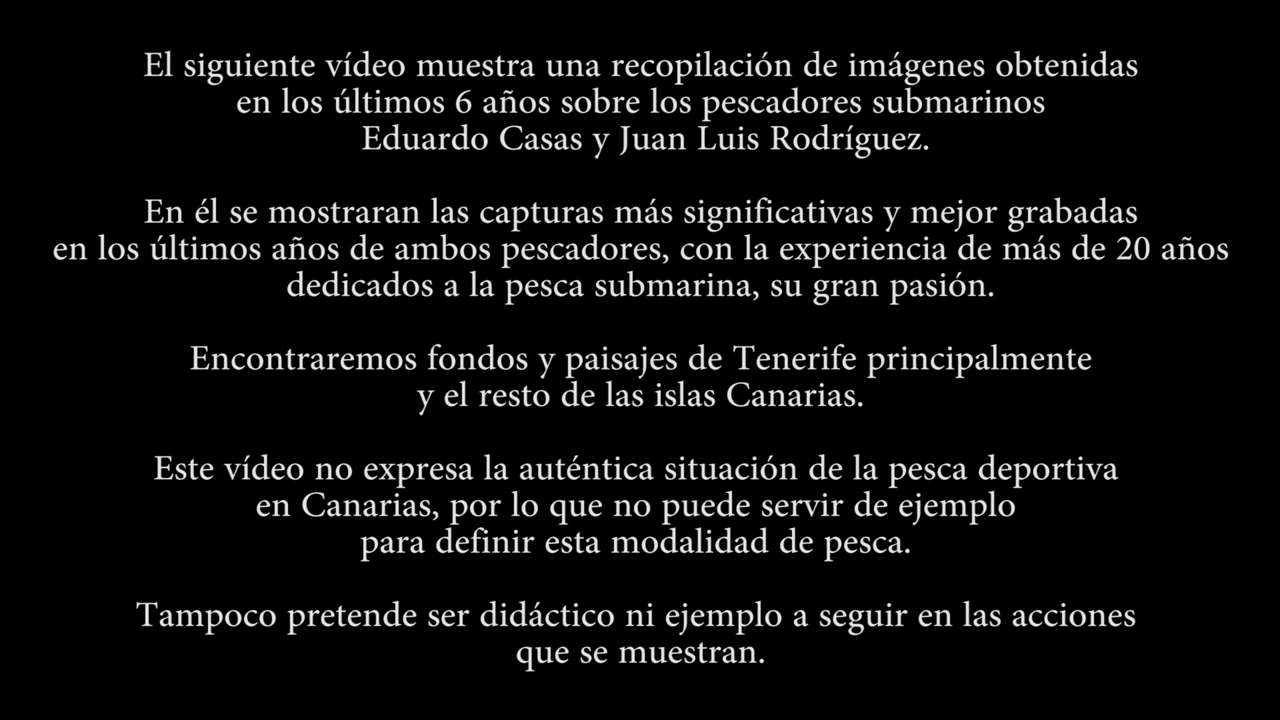 El siguiente vídeo muestra una recopilación de imágenes obtenidas
en los últimos 6 años sobre los pescadores submarinos
Eduardo Casas y Juan Luis Rodríguez.
En él se mostraran las capturas más significativas y mejor grabadas
en los últimos años de ambos pescadores, con la experiencia de más de 20 años
dedicados a la pesca submarina, su gran pasión.
Encontraremos fondos y paisajes de Tenerife principalmente
y el resto de las islas Canarias.
Este vídeo no expresa la auténtica situación de la pesca deportiva
en Canarias, por lo que no puede servir de ejemplo
para definir esta modalidad de pesca.
Tampoco pretende ser didáctico ni ejemplo a seguir en las acciones
que se muestran.